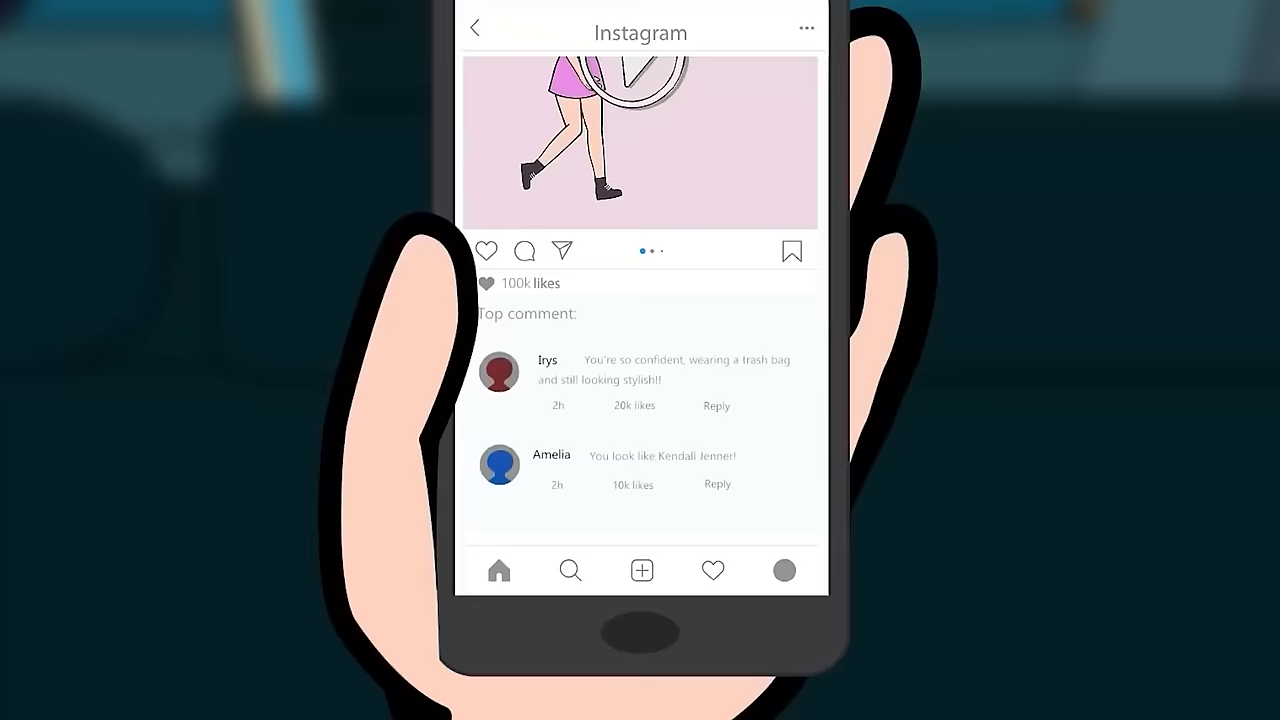 Instagram
100k likes
Top comment:
Irys You're so confident, wearing a trash bag
and still looking stylish!!
2h 20k likes Reply
Amelia You look like Kendall Jenner!
2h 10k likes Reply